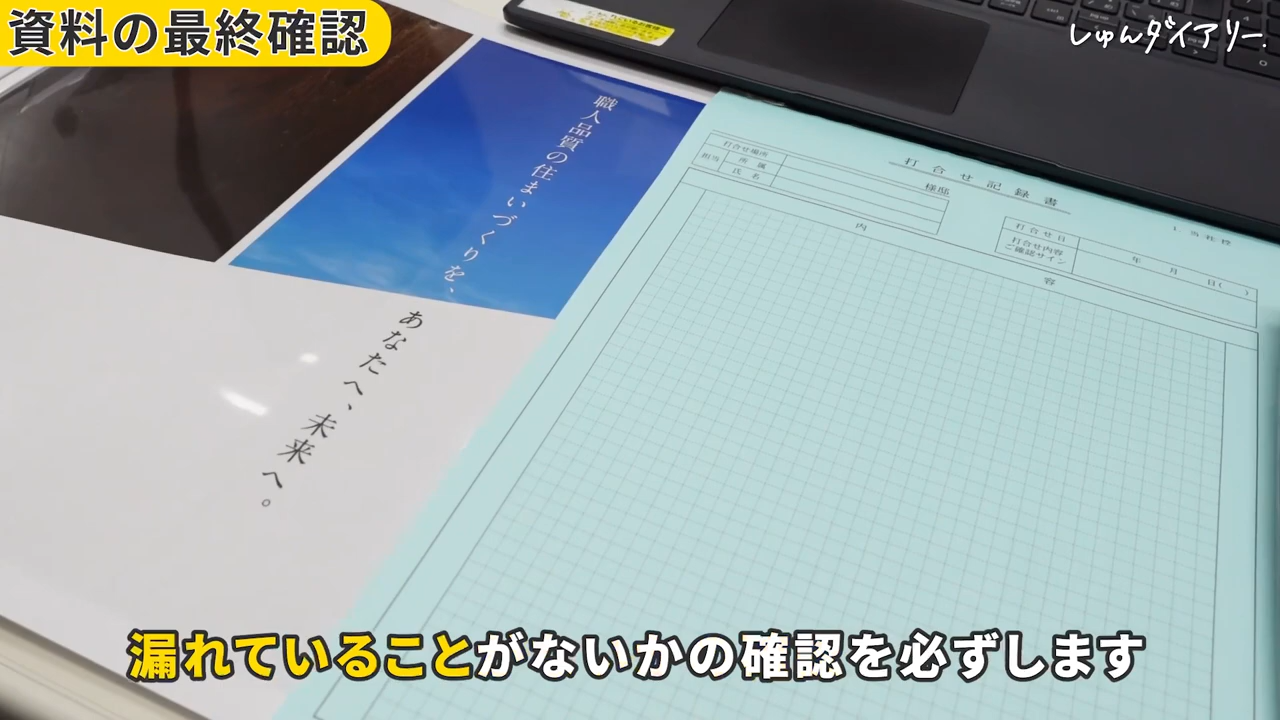 資料の最終確認
しゅんダイアリー.
職人品質の住まいづくりを、
あなたへ、未来へ。
打合せ記録書
打合せ場所
担当
所属
氏名
様邸
1.当社控
打合せ日
年 月 日( )
打合せ内容
ご確認サイン
内 容
漏れていることがないかの確認を必ずします